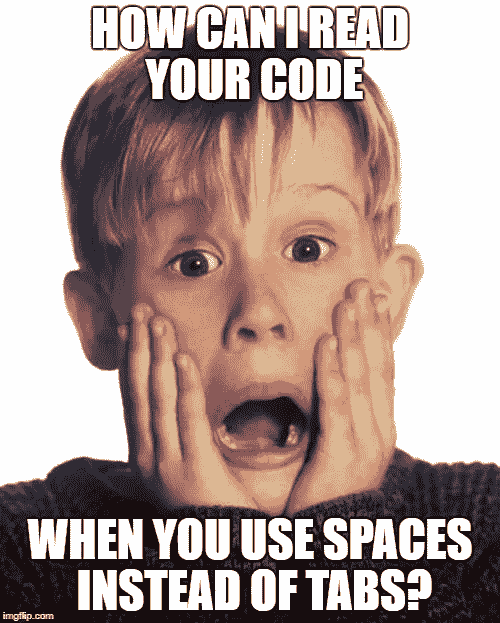 HOW CAN I READ
YOUR CODE
WHEN YOU USE SPACES
INSTEAD OF TABS?
imgflip.com